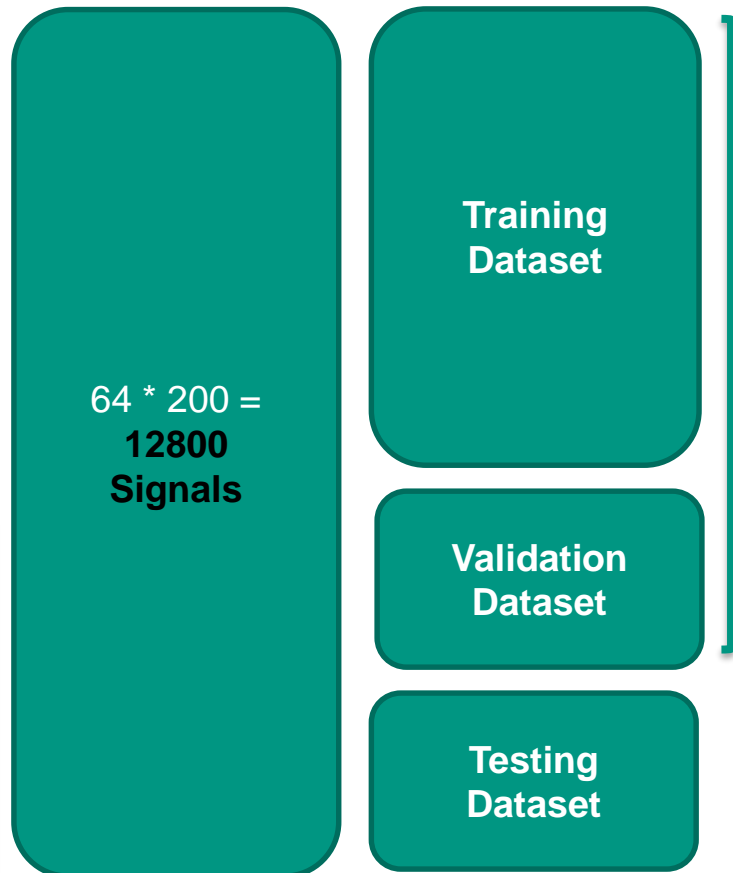 64 * 200 =
12800
Signals
Training
Dataset
Validation
Dataset
Testing
Dataset